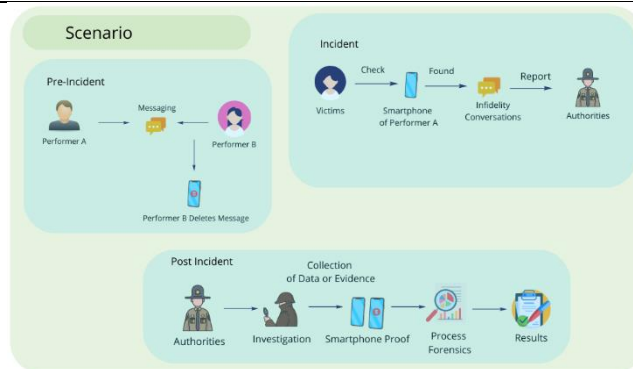 Scenario
Pre-Incident
Messaging
Performer A
Performer B
Performer B Deletes Message
Incident
Check
Found
Report
Victims
Smartphone
of Performer A
Infidelity
Conversations
Authorities
Post Incident
Collection
of Data or Evidence
Authorities
Investigation
Smartphone Proof
Process
Forensics
Results